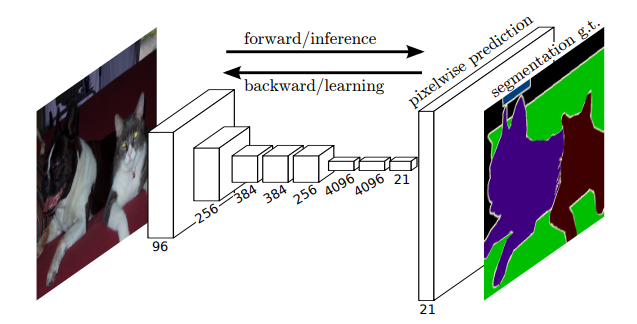 forward/inference
backward/learning
pixelwise prediction
segmentation g.t.
96
256
384
384
256
4096
4096
21
21